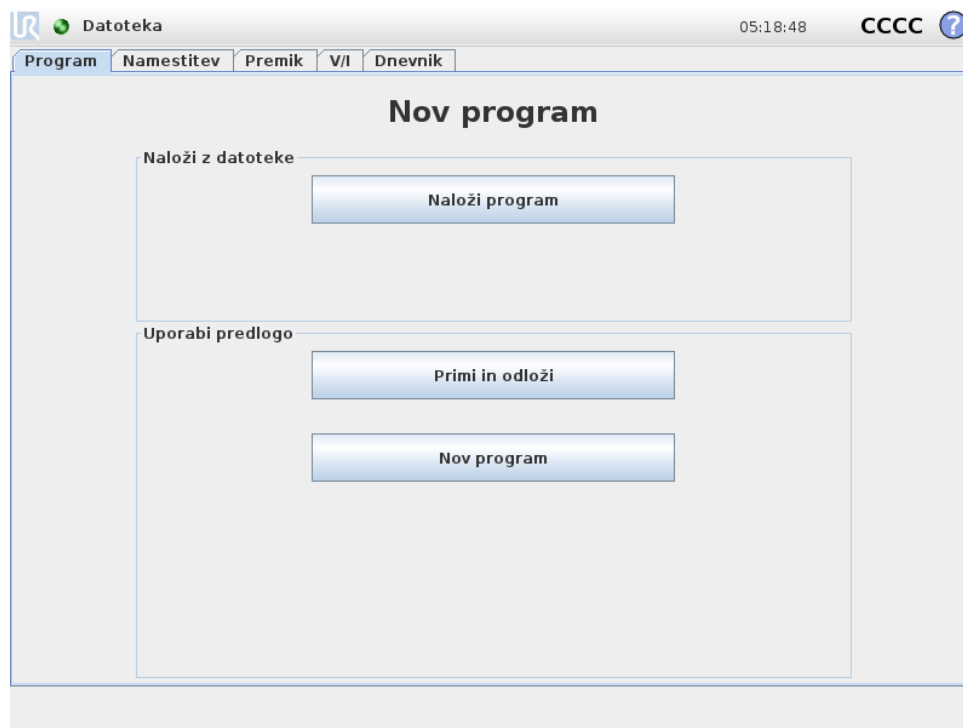 UR Datoteka 05:18:48 CCCC ?
Program Namestitev Premik V/I Dnevnik
Nov program
Naloži z datoteke
Naloži program
Uporabi predlogo
Primi in odloži
Nov program